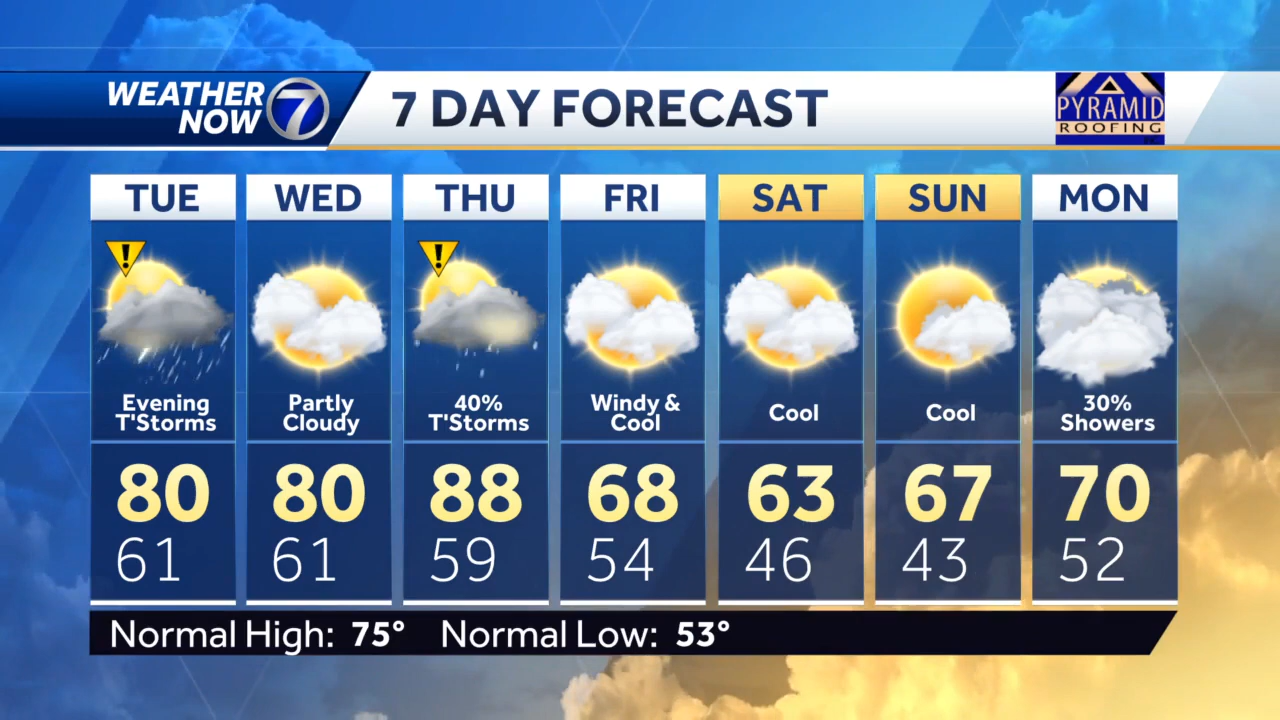 WEATHER
NOW 7
7 DAY FORECAST
PYRAMID
ROOFING
TUE WED THU FRI SAT SUN MON
! !
Evening
T'Storms
Partly
Cloudy
40%
T'Storms
Windy &
Cool
Cool
Cool
30%
Showers
80 80 88 68 63 67 70
61 61 59 54 46 43 52
Normal High: 75° Normal Low: 53°